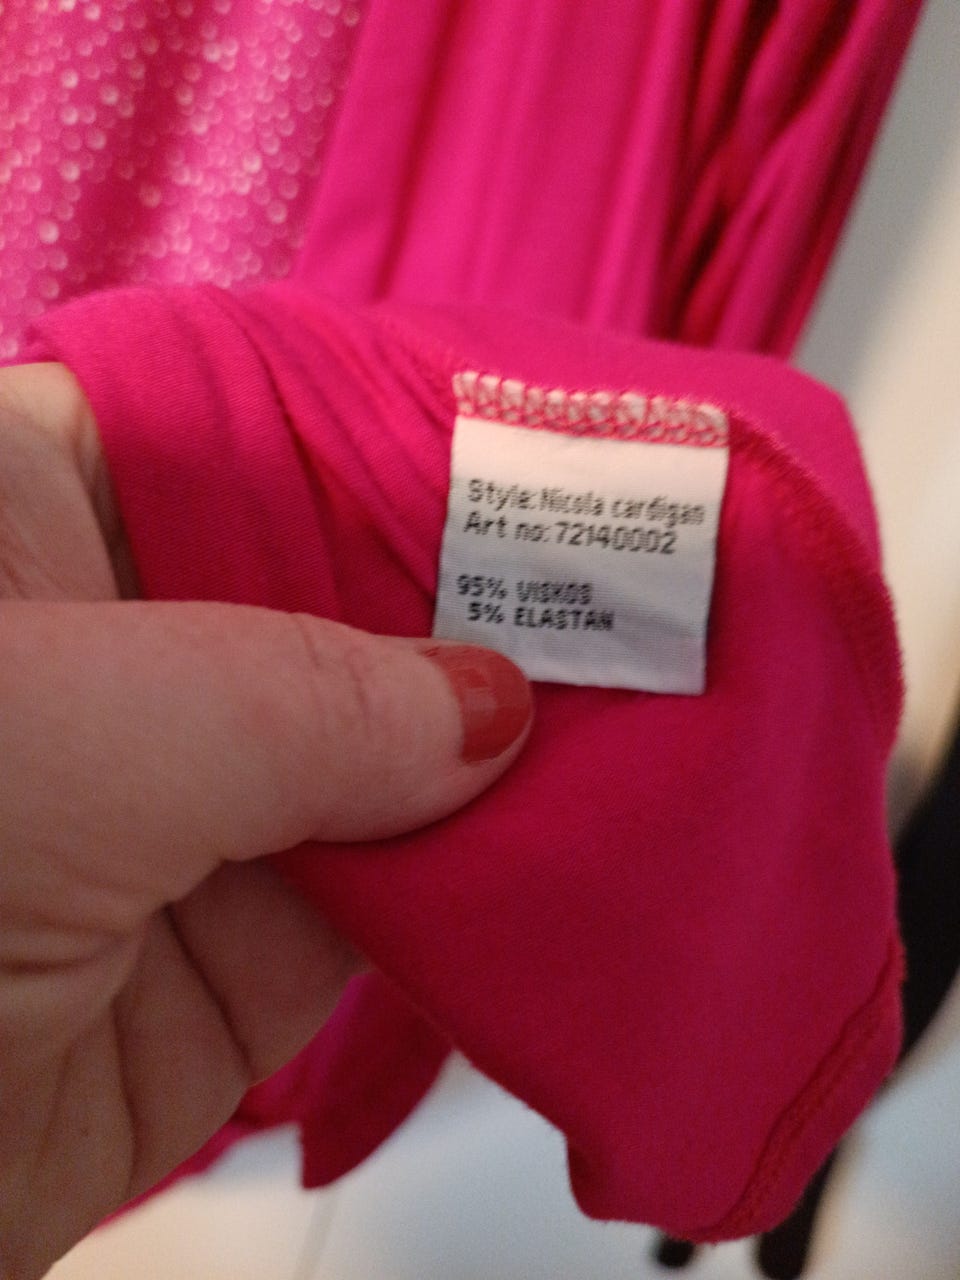 Style: Nicola cardigan
Art no: 72140002
95% VISKOS
5% ELASTAN